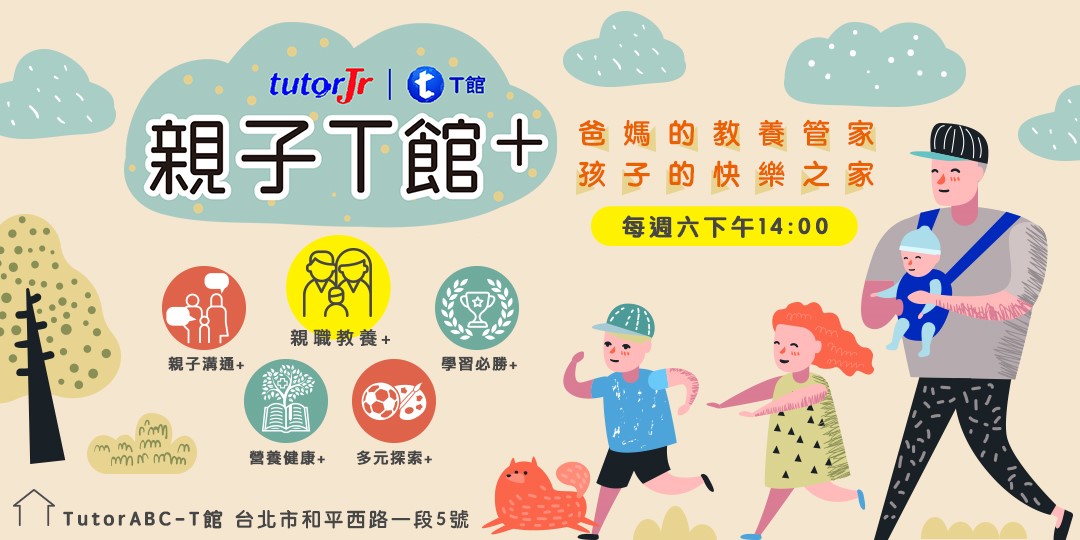 tutorJr | t T館
親子T館+
爸媽的教養管家
孩子的快樂之家
每週六下午14:00
親子溝通+
親職教養+
學習必勝+
營養健康+
多元探索+
TutorABC-T館 台北市和平西路一段5號